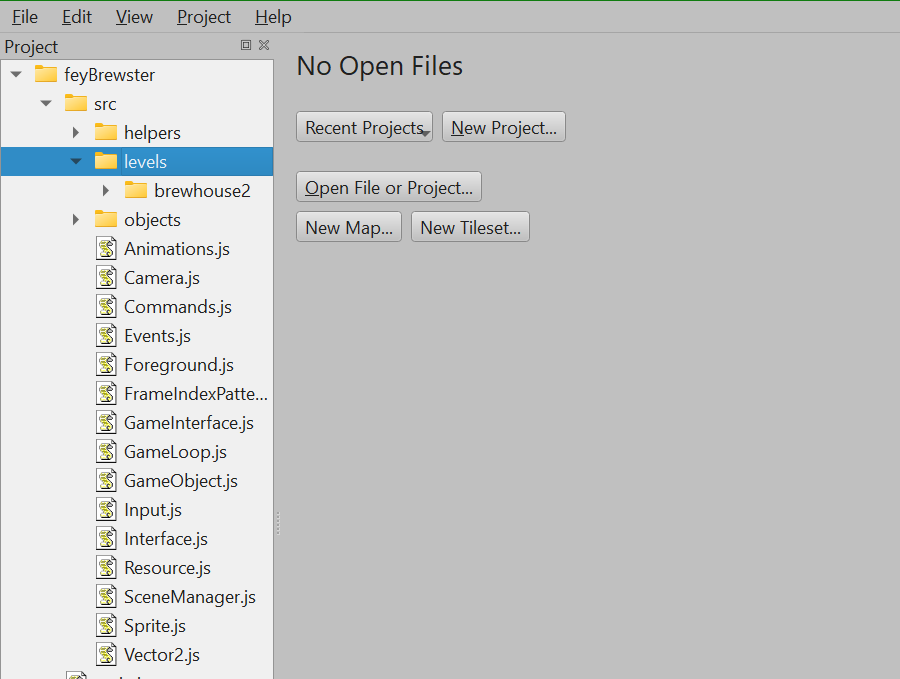 File Edit View Project Help
Project
feyBrewster
src
helpers
levels
brewhouse2
objects
Animations.js
Camera.js
Commands.js
Events.js
Foreground.js
FrameIndexPatte...
GameInterface.js
GameLoop.js
GameObject.js
Input.js
Interface.js
Resource.js
SceneManager.js
Sprite.js
Vector2.js
No Open Files
Recent Projects New Project...
Open File or Project...
New Map... New Tileset...